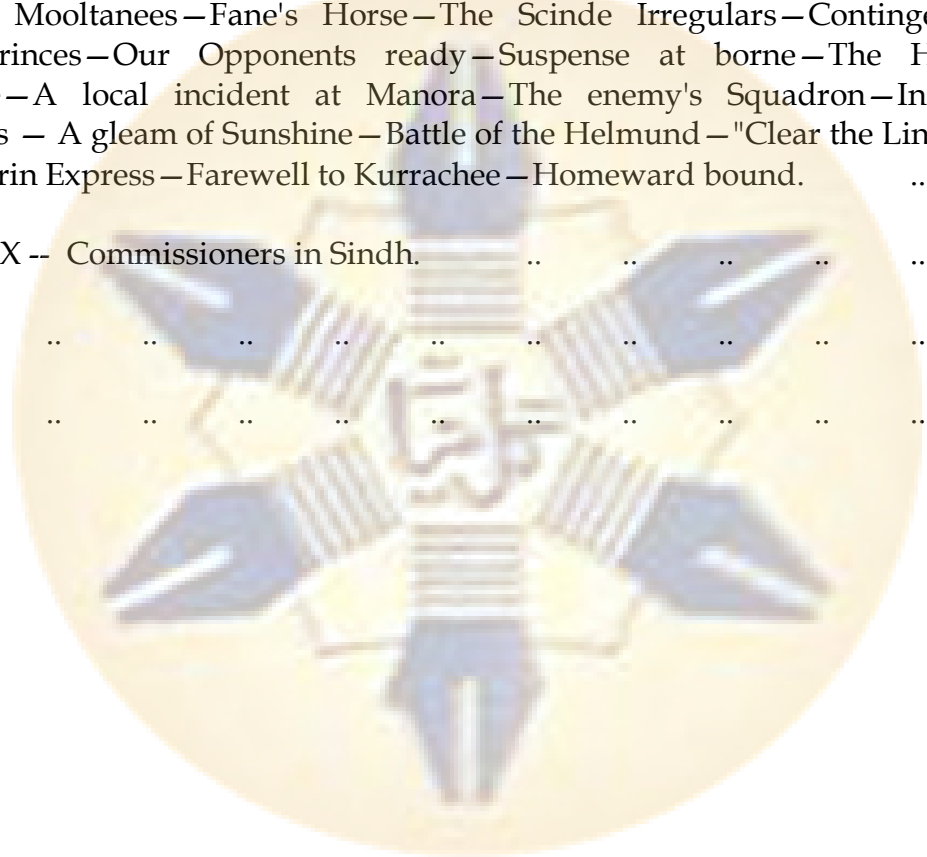 Mooltanees—Fane's Horse—The Scinde Irregulars—Continge
rinces—Our Opponents ready—Suspense at borne—The H
—A local incident at Manora—The enemy's Squadron—In
s — A gleam of Sunshine—Battle of the Helmund—"Clear the Lin
rin Express—Farewell to Kurrachee—Homeward bound. ..
X -- Commissioners in Sindh. .. .. .. .. ..
.. .. .. .. .. .. .. .. .. ..
.. .. .. .. .. .. .. .. .. ..